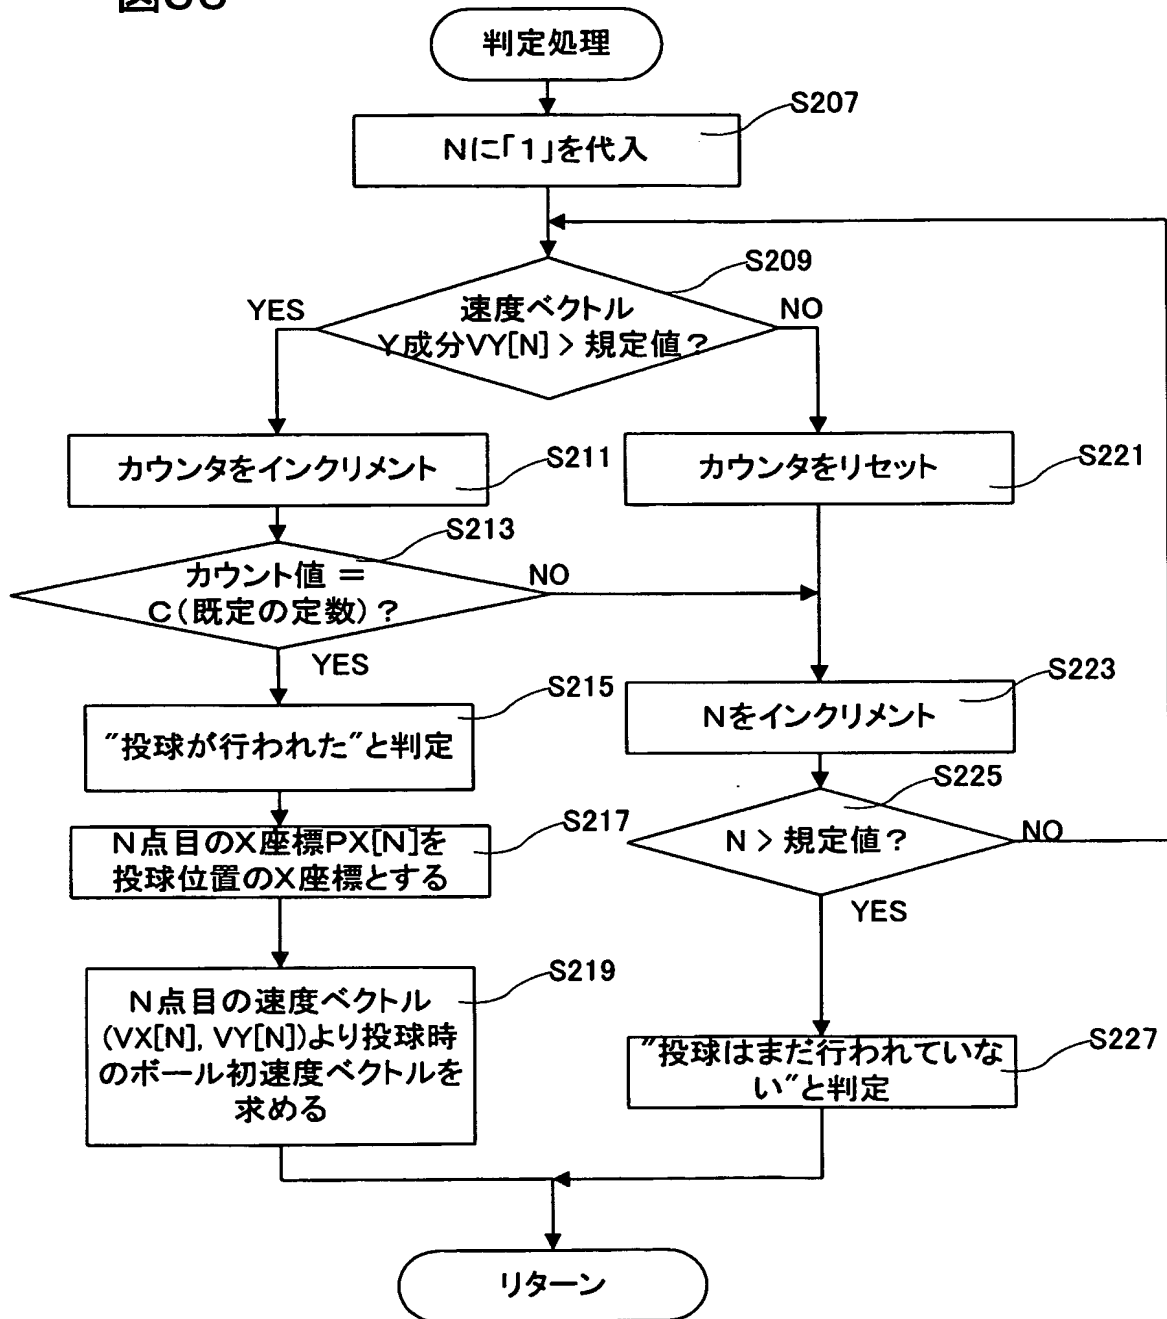 判定処理
S207
Nに「1」を代入
S209
YES
速度ベクトル
Y成分VY[N] > 規定値?
NO
カウンタをインクリメント
S211
カウンタをリセット
S221
S213
カウント値 =
C(既定の定数)?
NO
YES
S215
"投球が行われた"と判定
S223
Nをインクリメント
S217
N点目のX座標PX[N]を
投球位置のX座標とする
S225
N > 規定値?
NO
YES
S219
N点目の速度ベクトル
(VX[N], VY[N])より投球時
のボール初速度ベクトルを
求める
S227
"投球はまだ行われていな
い"と判定
リターン